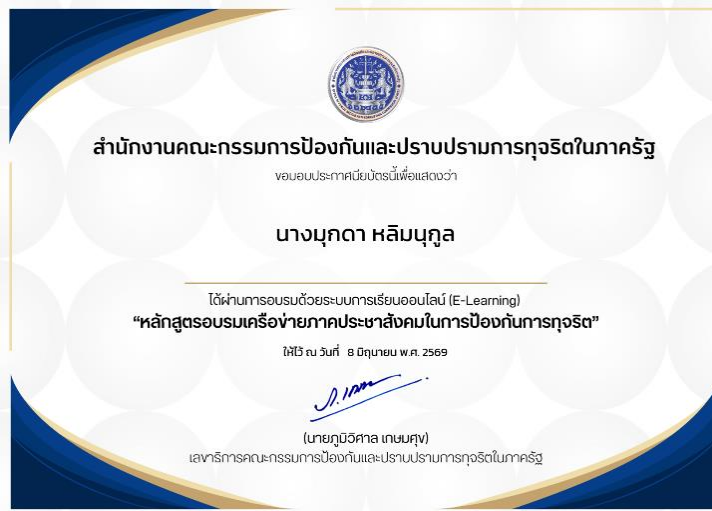 สำนักงานคณะกรรมการป้องกันและปราบปรามการทุจริตในภาครัฐ
ขอมอบประกาศนียบัตรนี้เพื่อแสดงว่า
นางมุกดา หลิมนุกูล
ได้ผ่านการอบรมด้วยระบบการเรียนออนไลน์ (E-Learning)
“หลักสูตรอบรมเครือข่ายภาคประชาสังคมในการป้องกันการทุจริต”
ให้ไว้ ณ วันที่ 8 มิถุนายน พ.ศ. 2569
(นายภูมิวิศาล เกษมศุข)
เลขาธิการคณะกรรมการป้องกันและปราบปรามการทุจริตในภาครัฐ